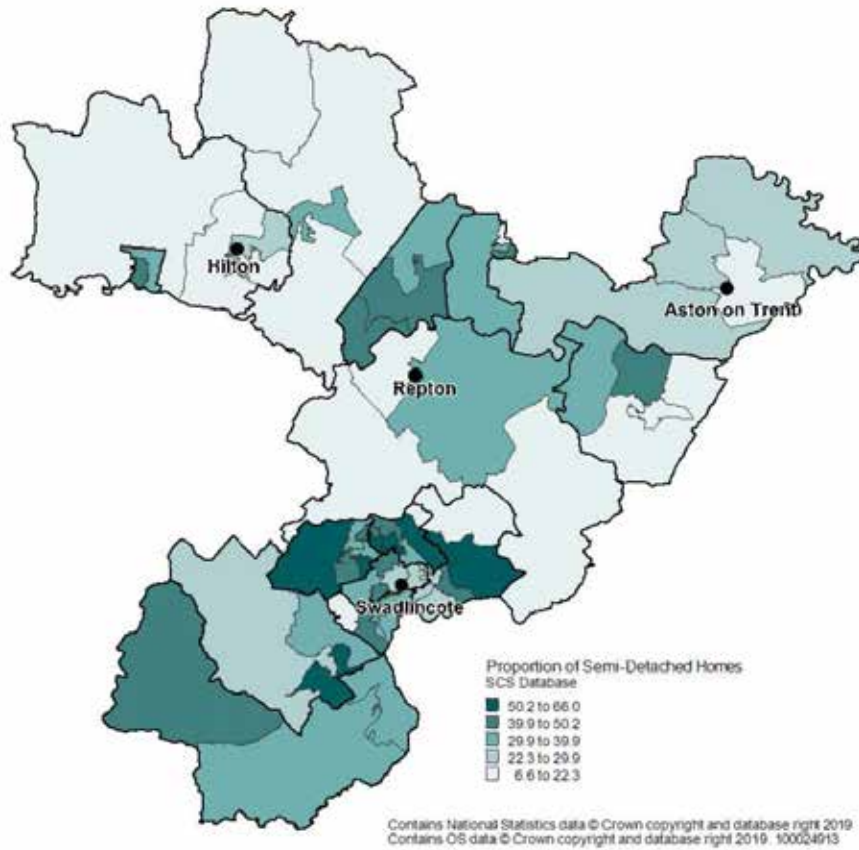 Hilton
Aston on Trent
Repton
Swadlincote
Proportion of Semi-Detached Homes
SCS Database
50.2 to 66.0
39.9 to 50.2
29.9 to 39.9
22.3 to 29.9
6.6 to 22.3
Contains National Statistics data © Crown copyright and database right 2019
Contains OS data © Crown copyright and database right 2019. 100024913